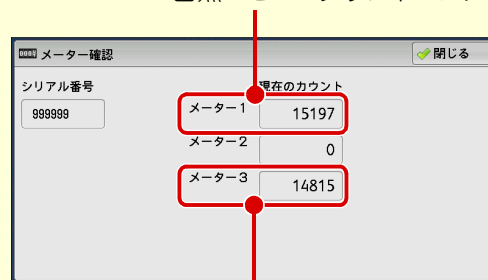 メーター確認
閉じる
シリアル番号
現在のカウント
999999
メーター1
15197
メーター2
0
メーター3
14815